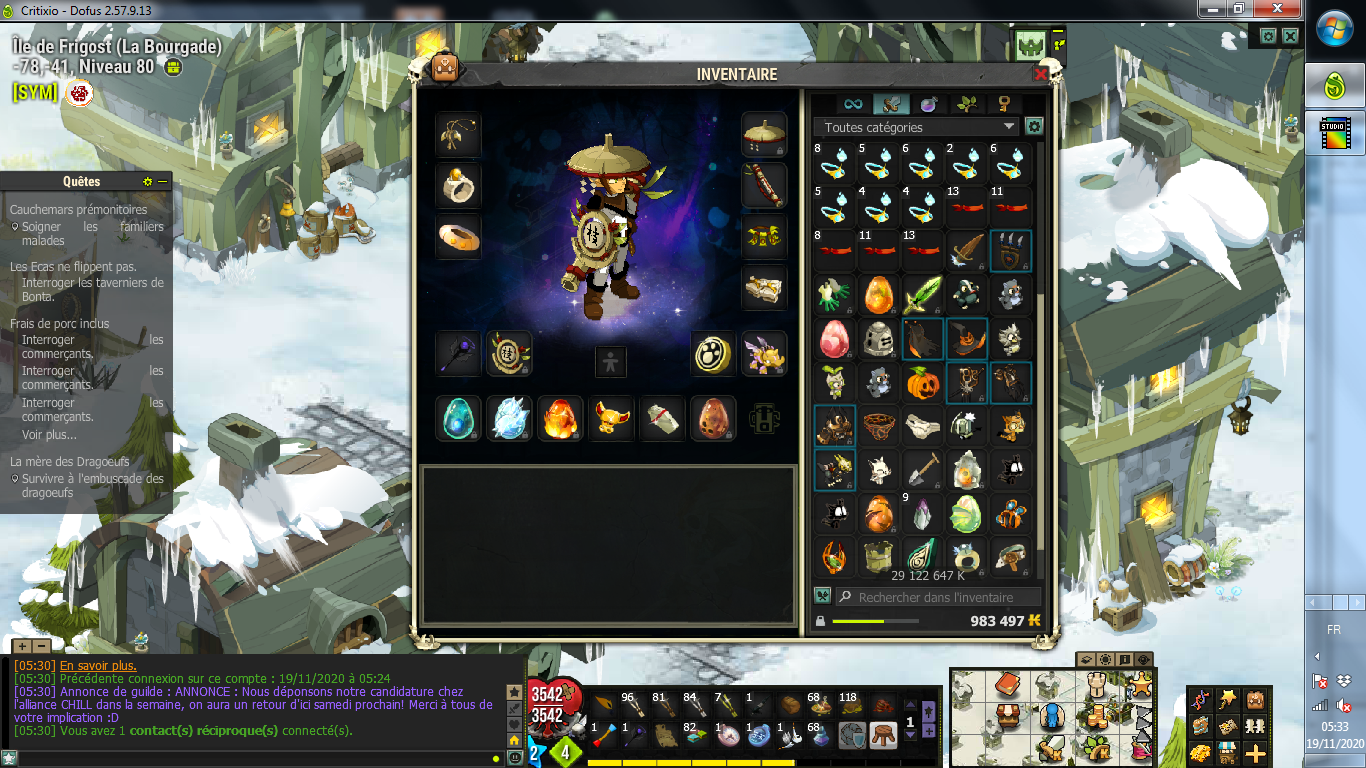 Critixio - Dofus 2.57.9.13
Île de Frigost (La Bourgade)
-78,-41, Niveau 80
[SYM]
Quêtes
Cauchemars prémonitoires
Soigner les familiers
malades
Les Ecas ne flippent pas.
Interroger les taverniers de
Bonta.
Frais de porc inclus
Interroger les
commerçants.
Interroger les
commerçants.
Interroger les
commerçants.
Voir plus...
La mère des Dragoeufs
Survivre à l'embuscade des
dragoeufs
INVENTAIRE
Toutes catégories
8 5 6 2 6
5 4 4 13 11
8 11 13
9
29 122 647 K
Rechercher dans l'inventaire
983 497 K
[05:30] En savoir plus.
[05:30] Précédente connexion sur ce compte : 19/11/2020 à 05:24
[05:30] Annonce de guilde : ANNONCE : Nous déponsons notre candidature chez
l'alliance CHILL dans la semaine, on aura un retour d'ici samedi prochain! Merci à tous de
votre implication :D
[05:30] Vous avez 1 contact(s) réciproque(s) connecté(s).
3542
3542
2 4
96 81 84 7 1 68 118
1 1 82 1 1 1 68
1
STUDIO
FR
05:33
19/11/2020